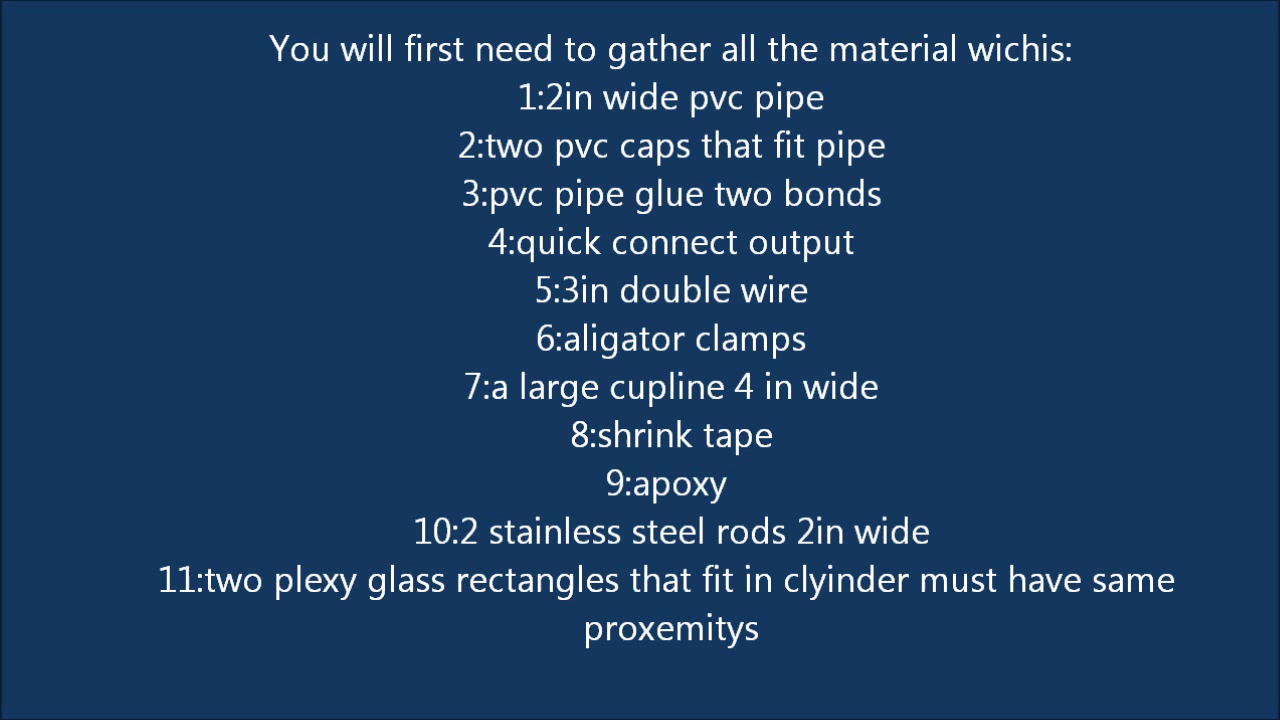 You will first need to gather all the material wichis:
1:2in wide pvc pipe
2:two pvc caps that fit pipe
3:pvc pipe glue two bonds
4:quick connect output
5:3in double wire
6:aligator clamps
7:a large cupline 4 in wide
8:shrink tape
9:apoxy
10:2 stainless steel rods 2in wide
11:two plexy glass rectangles that fit in clyinder must have same
proxemitys